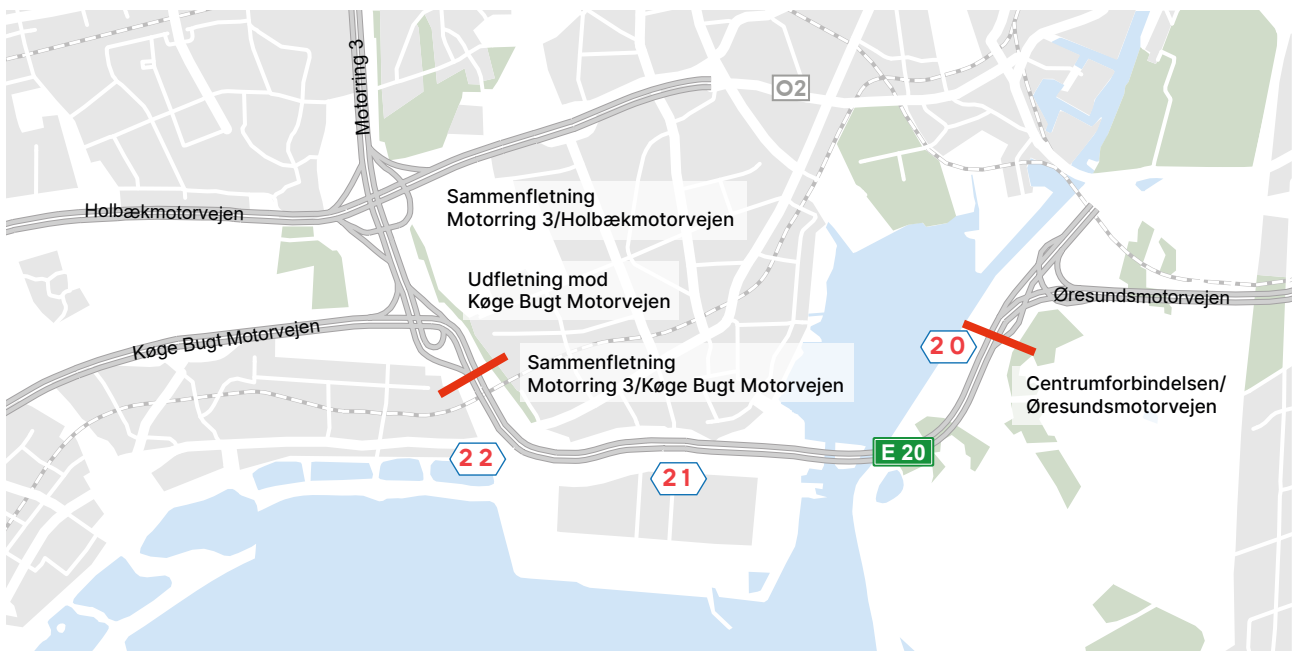 Motorring 3
O2
Sammenfletning
Motorring 3/Holbækmotorvejen
Holbækmotorvejen
Udfletning mod
Køge Bugt Motorvejen
Øresundsmotorvejen
Køge Bugt Motorvejen
20
Sammenfletning
Motorring 3/Køge Bugt Motorvejen
Centrumforbindelsen/
Øresundsmotorvejen
E 20
22
21